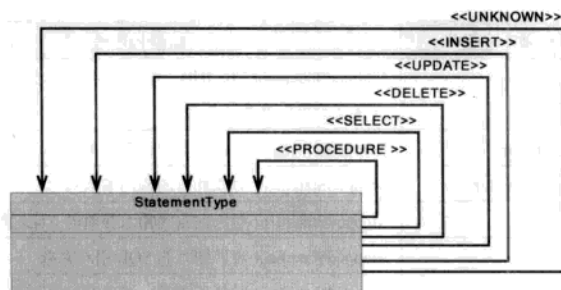 <<UNKNOWN>>
<<INSERT>>
<<UPDATE>>
<<DELETE>>
<<SELECT>>
<<PROCEDURE >>
StatementType